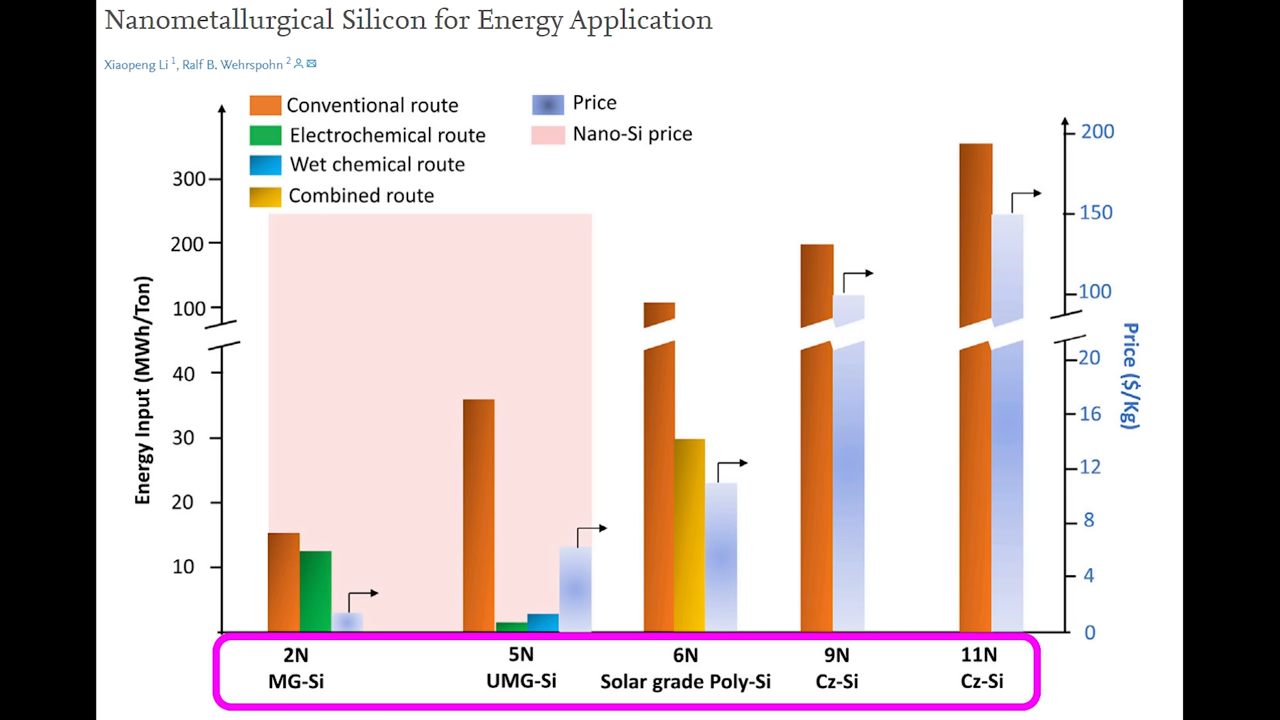 Nanometallurgical Silicon for Energy Application
Xiaopeng Li 1, Ralf B. Wehrspohn 2
Conventional route
Electrochemical route
Wet chemical route
Combined route
Price
Nano-Si price
Energy Input (MWh/Ton)
300
200
100
40
30
20
10
200
150
100
20
16
12
8
4
0
Price ($/Kg)
2N 5N 6N 9N 11N
MG-Si UMG-Si Solar grade Poly-Si Cz-Si Cz-Si